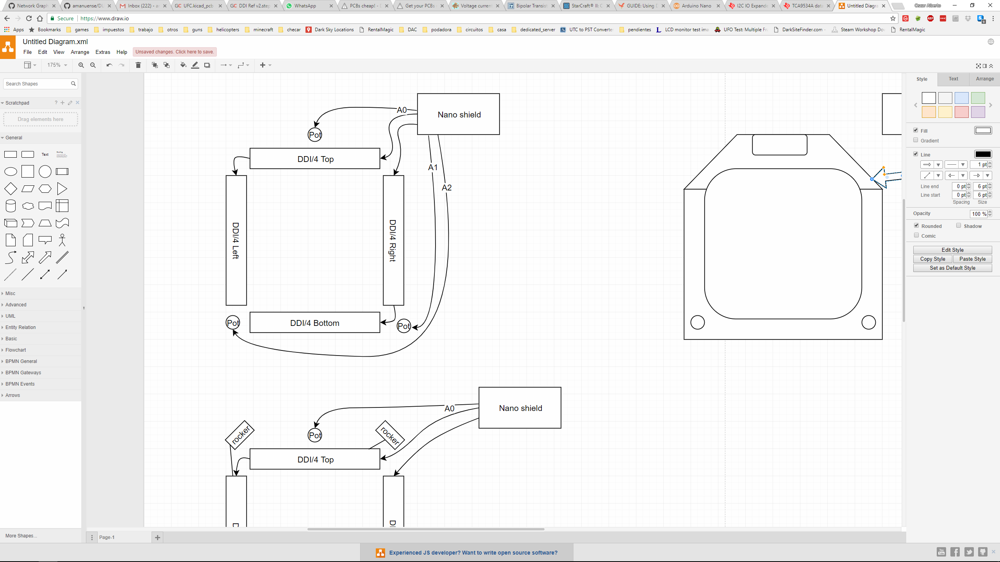 Network Graph
amanuense/DU
Inbox (222) - a
UFC.kicad_pcb
DDI Ref v2.step
WhatsApp
PCBs cheap! - D
Get your PCBs
Voltage current
Bipolar Transist
StarCraft® II: C
GUIDE: Using D
Arduino Nano
I2C IO Expande
TCA9534A data
Untitled Diagra
Oscar Alberto
Secure
https://www.draw.io
Apps
Bookmarks
games
impuestos
trabajo
otros
guns
helicopters
minecraft
checar
Dark Sky Locations
RentalMagic
DAC
podadora
circuitos
casa
dedicated_server
UTC to PST Converte
pendientes
LCD monitor test ima
UFO Test: Multiple Fr
DarkSiteFinder.com -
Steam Workshop Do
RentalMagic
Untitled Diagram.xml
File
Edit
View
Arrange
Extras
Help
Unsaved changes. Click here to save.
175%
Search Shapes
Scratchpad
Drag elements here
General
Text
Misc
Advanced
UML
Entity Relation
Basic
Flowchart
BPMN General
BPMN Gateways
BPMN Events
Arrows
More Shapes...
Nano shield
A0
Pot
DDI/4 Top
A1
A2
DDI/4 Left
DDI/4 Right
Pot
DDI/4 Bottom
Pot
Nano shield
A0
rocker
Pot
rocker
DDI/4 Top
D
DI
Page-1
Style
Text
Arrange
Fill
Gradient
Line
1 pt
Line end
0 pt
6 pt
Line start
0 pt
6 pt
Spacing
Size
Opacity
100 %
Rounded
Shadow
Comic
Edit Style
Copy Style
Paste Style
Set as Default Style
Experienced JS developer? Want to write open source software?